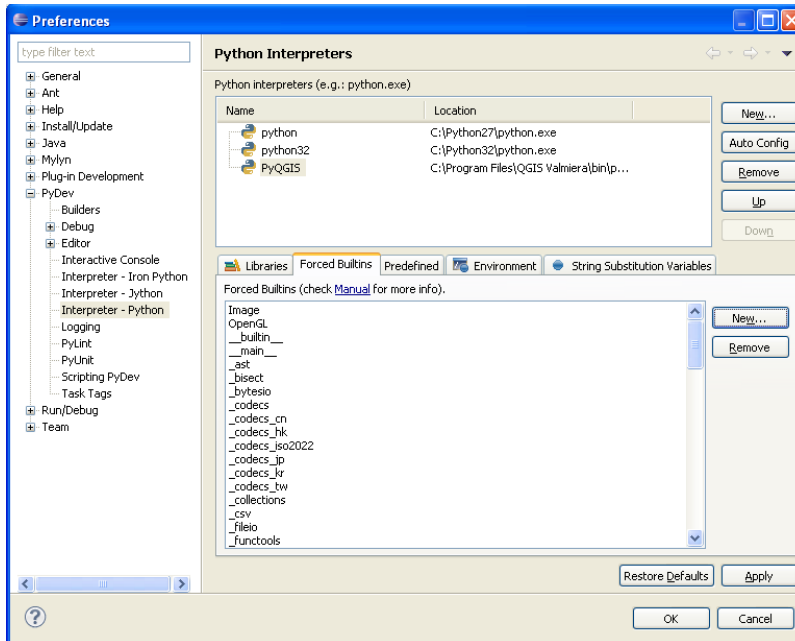 Preferences
type filter text
General
Ant
Help
Install/Update
Java
Mylyn
Plug-in Development
PyDev
Builders
Debug
Editor
Interactive Console
Interpreter - Iron Python
Interpreter - Jython
Interpreter - Python
Logging
PyLint
PyUnit
Scripting PyDev
Task Tags
Run/Debug
Team
Python Interpreters
Python interpreters (e.g.: python.exe)
Name Location
python C:\Python27\python.exe
python32 C:\Python32\python.exe
PyQGIS C:\Program Files\QGIS Valmiera\bin\p...
New...
Auto Config
Remove
Up
Down
Libraries Forced Builtins Predefined Environment String Substitution Variables
Forced Builtins (check Manual for more info).
Image
OpenGL
__builtin__
__main__
_ast
_bisect
_bytesio
_codecs
_codecs_cn
_codecs_hk
_codecs_iso2022
_codecs_jp
_codecs_kr
_codecs_tw
_collections
_csv
_fileio
_functools
New...
Remove
Restore Defaults Apply
OK Cancel